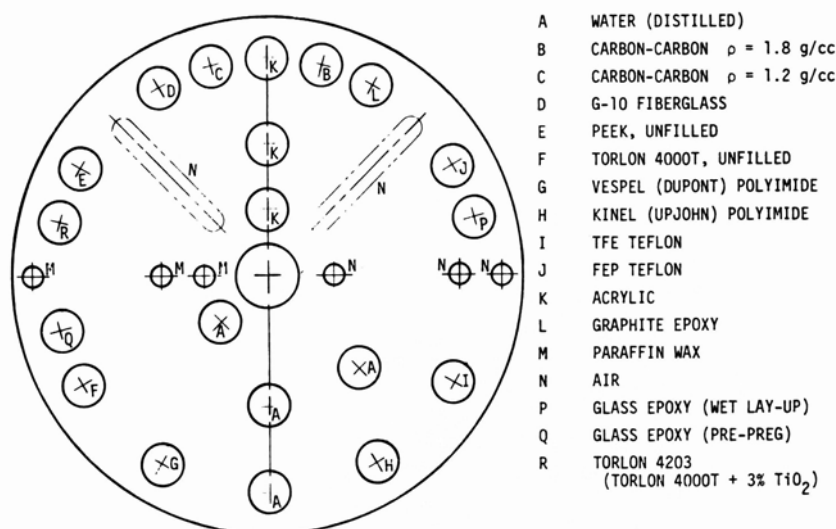 A WATER (DISTILLED)
B CARBON-CARBON ρ = 1.8 g/cc
C CARBON-CARBON ρ = 1.2 g/cc
D G-10 FIBERGLASS
E PEEK, UNFILLED
F TORLON 4000T, UNFILLED
G VESPEL (DUPONT) POLYIMIDE
H KINEL (UPJOHN) POLYIMIDE
I TFE TEFLON
J FEP TEFLON
K ACRYLIC
L GRAPHITE EPOXY
M PARAFFIN WAX
N AIR
P GLASS EPOXY (WET LAY-UP)
Q GLASS EPOXY (PRE-PREG)
R TORLON 4203
(TORLON 4000T + 3% TiO₂)
D C K B L
K
E N N J
R K P
M M M N N N
Q A
F A I
A
G H
A